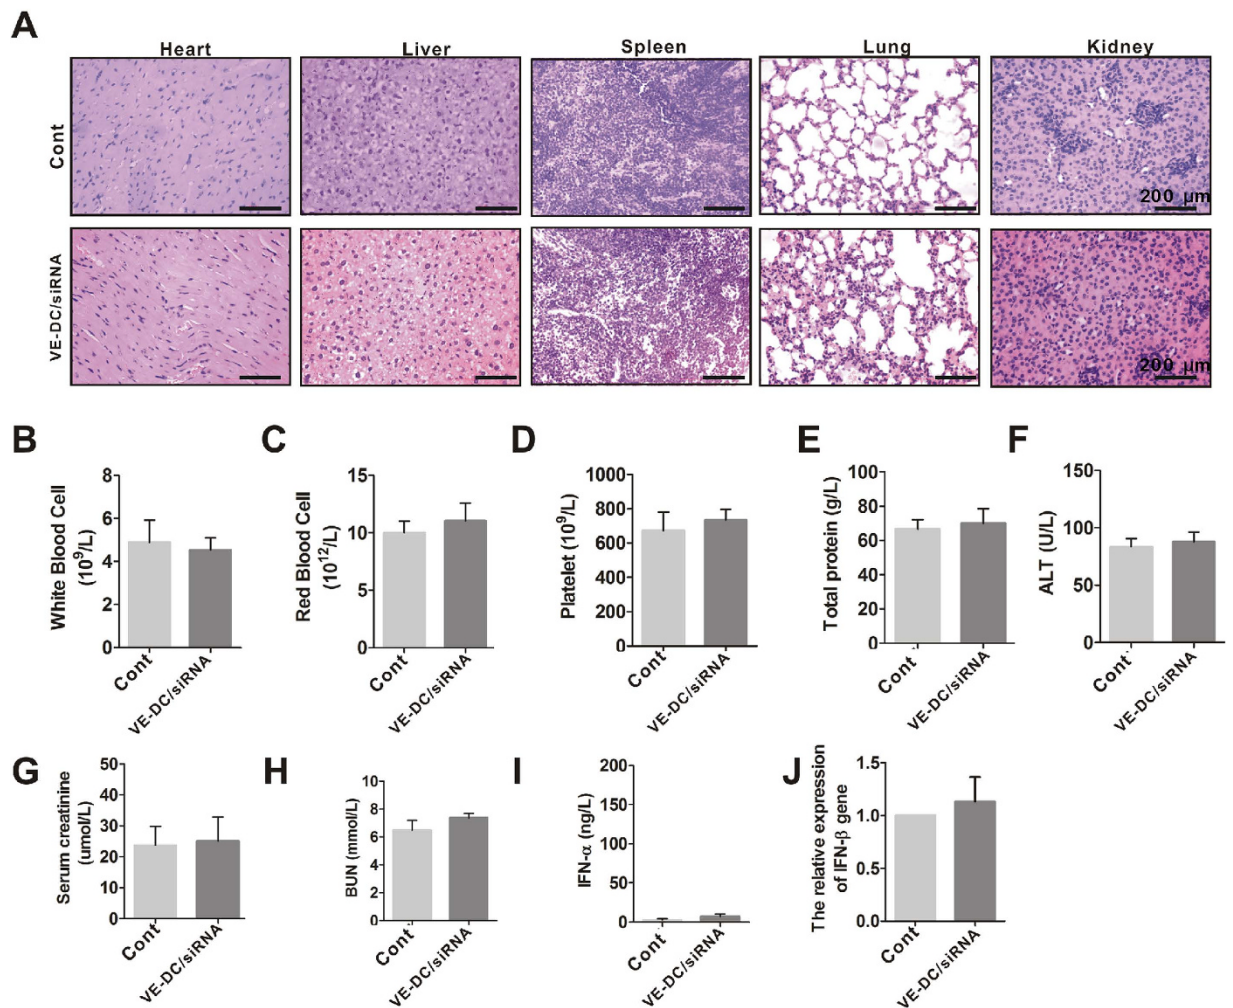 A
Heart Liver Spleen Lung Kidney
Cont
200 µm
VE-DC/siRNA
200 µm
B
White Blood Cell
(10⁹/L)
8
6
4
2
0
Cont
VE-DC/siRNA
C
Red Blood Cell
(10¹²/L)
15
10
5
0
Cont
VE-DC/siRNA
D
Platelet (10⁹/L)
1000
800
600
400
200
0
Cont
VE-DC/siRNA
E
Total protein (g/L)
100
80
60
40
20
0
Cont
VE-DC/siRNA
F
ALT (U/L)
150
100
50
0
Cont
VE-DC/siRNA
G
Serum creatinine
(umol/L)
50
40
30
20
10
0
Cont
VE-DC/siRNA
H
BUN (mmol/L)
10
8
6
4
2
0
Cont
VE-DC/siRNA
I
IFN-α (ng/L)
200
150
100
50
0
Cont
VE-DC/siRNA
J
The relative expression
of IFN-β gene
1.5
1.0
0.5
0.0
Cont
VE-DC/siRNA